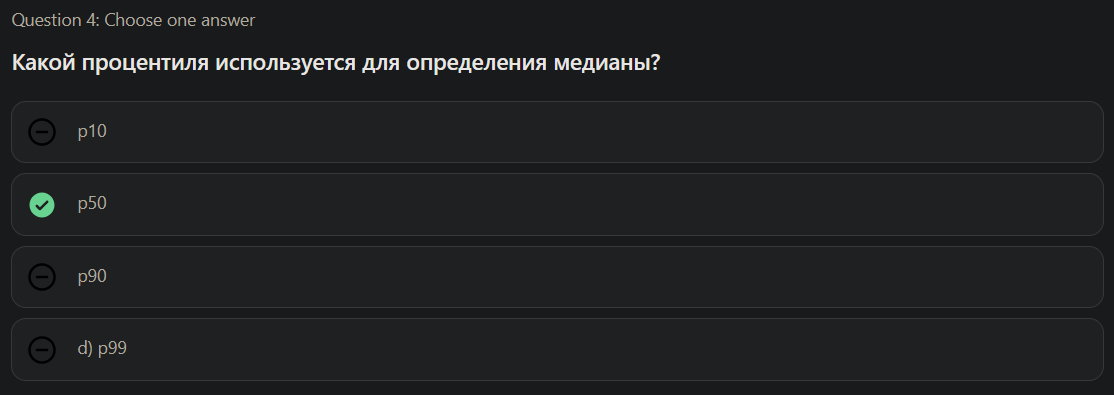 Question 4: Choose one answer
Какой процентиля используется для определения медианы?
p10
p50
p90
d) p99